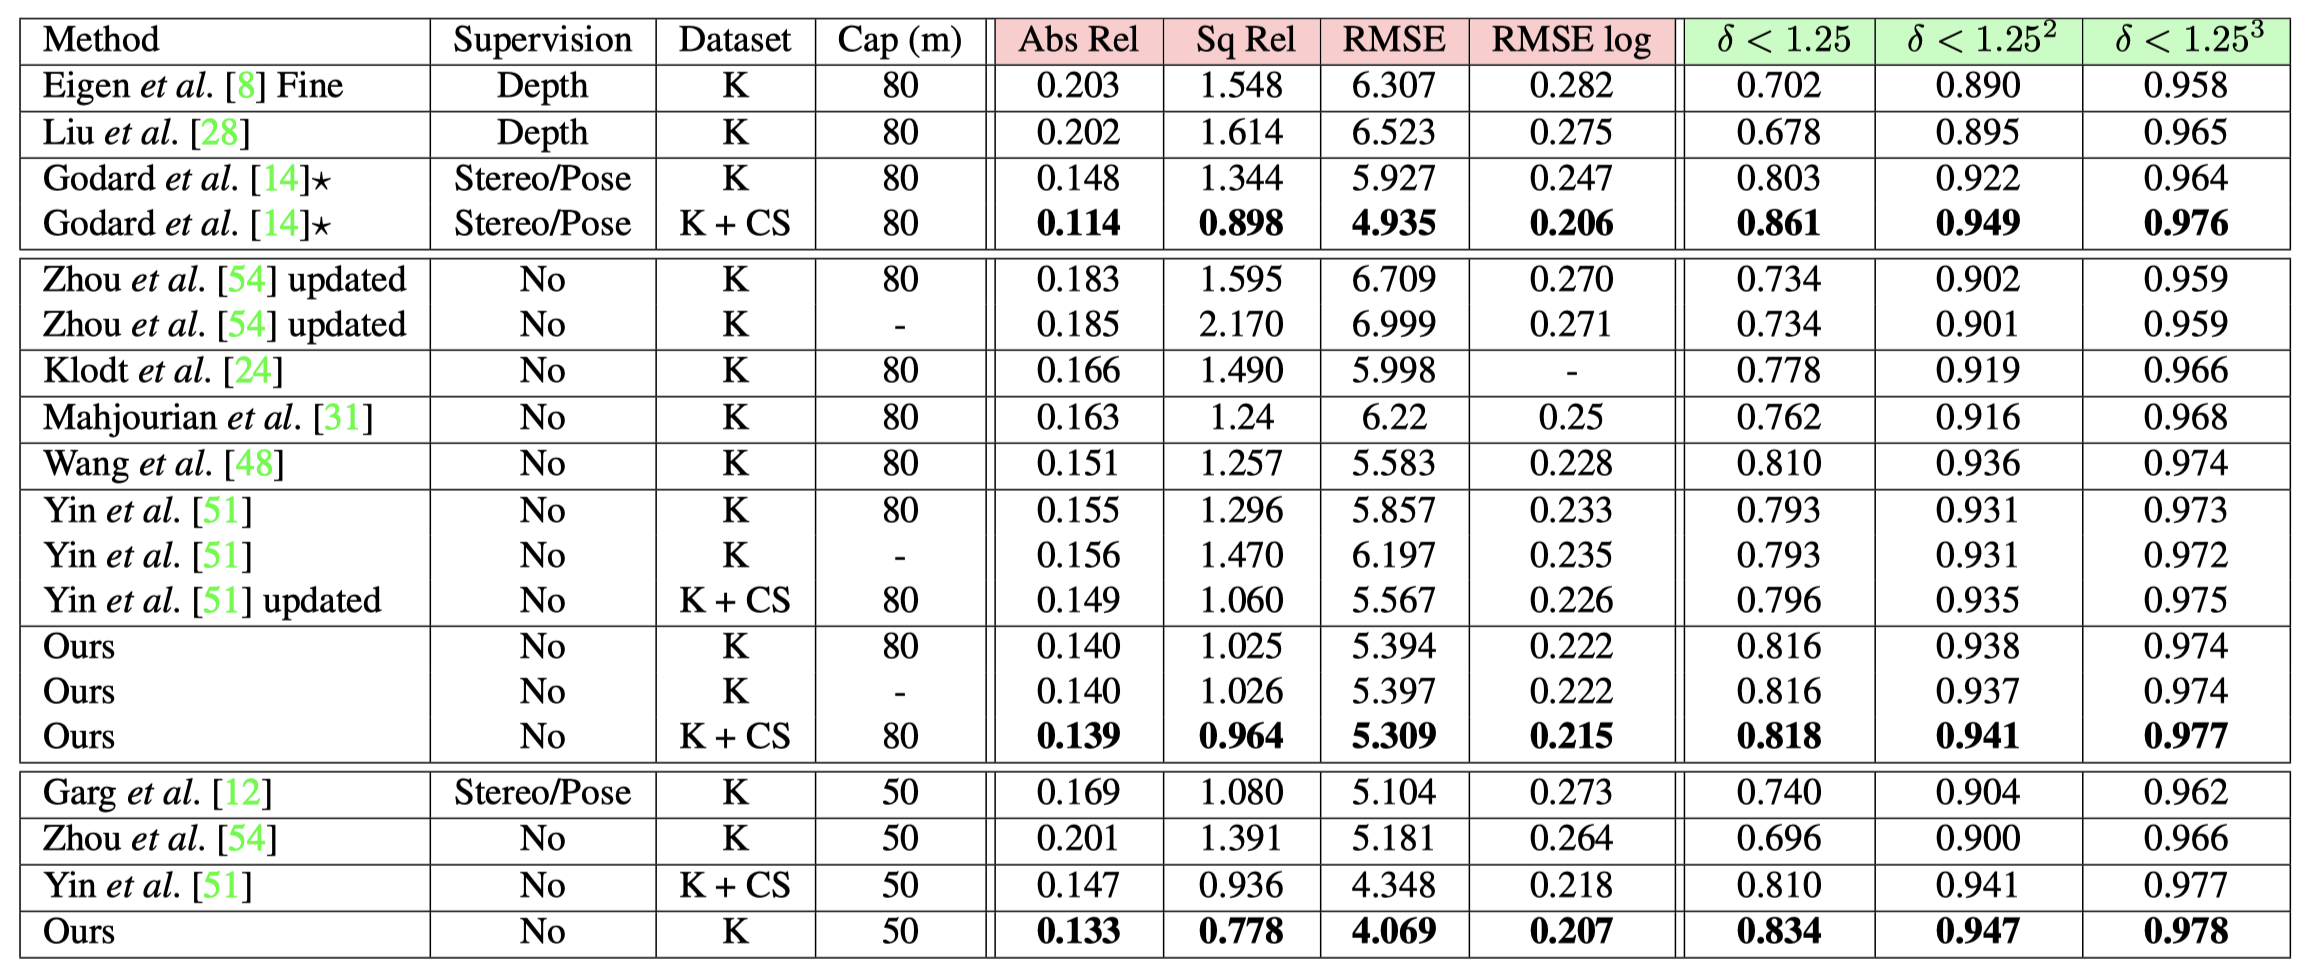 Method Supervision Dataset Cap (m) Abs Rel Sq Rel RMSE RMSE log δ < 1.25 δ < 1.25² δ < 1.25³
Eigen et al. [8] Fine Depth K 80 0.203 1.548 6.307 0.282 0.702 0.890 0.958
Liu et al. [28] Depth K 80 0.202 1.614 6.523 0.275 0.678 0.895 0.965
Godard et al. [14]⋆ Stereo/Pose K 80 0.148 1.344 5.927 0.247 0.803 0.922 0.964
Godard et al. [14]⋆ Stereo/Pose K + CS 80 0.114 0.898 4.935 0.206 0.861 0.949 0.976
Zhou et al. [54] updated No K 80 0.183 1.595 6.709 0.270 0.734 0.902 0.959
Zhou et al. [54] updated No K - 0.185 2.170 6.999 0.271 0.734 0.901 0.959
Klodt et al. [24] No K 80 0.166 1.490 5.998 - 0.778 0.919 0.966
Mahjourian et al. [31] No K 80 0.163 1.24 6.22 0.25 0.762 0.916 0.968
Wang et al. [48] No K 80 0.151 1.257 5.583 0.228 0.810 0.936 0.974
Yin et al. [51] No K 80 0.155 1.296 5.857 0.233 0.793 0.931 0.973
Yin et al. [51] No K - 0.156 1.470 6.197 0.235 0.793 0.931 0.972
Yin et al. [51] updated No K + CS 80 0.149 1.060 5.567 0.226 0.796 0.935 0.975
Ours No K 80 0.140 1.025 5.394 0.222 0.816 0.938 0.974
Ours No K - 0.140 1.026 5.397 0.222 0.816 0.937 0.974
Ours No K + CS 80 0.139 0.964 5.309 0.215 0.818 0.941 0.977
Garg et al. [12] Stereo/Pose K 50 0.169 1.080 5.104 0.273 0.740 0.904 0.962
Zhou et al. [54] No K 50 0.201 1.391 5.181 0.264 0.696 0.900 0.966
Yin et al. [51] No K + CS 50 0.147 0.936 4.348 0.218 0.810 0.941 0.977
Ours No K 50 0.133 0.778 4.069 0.207 0.834 0.947 0.978